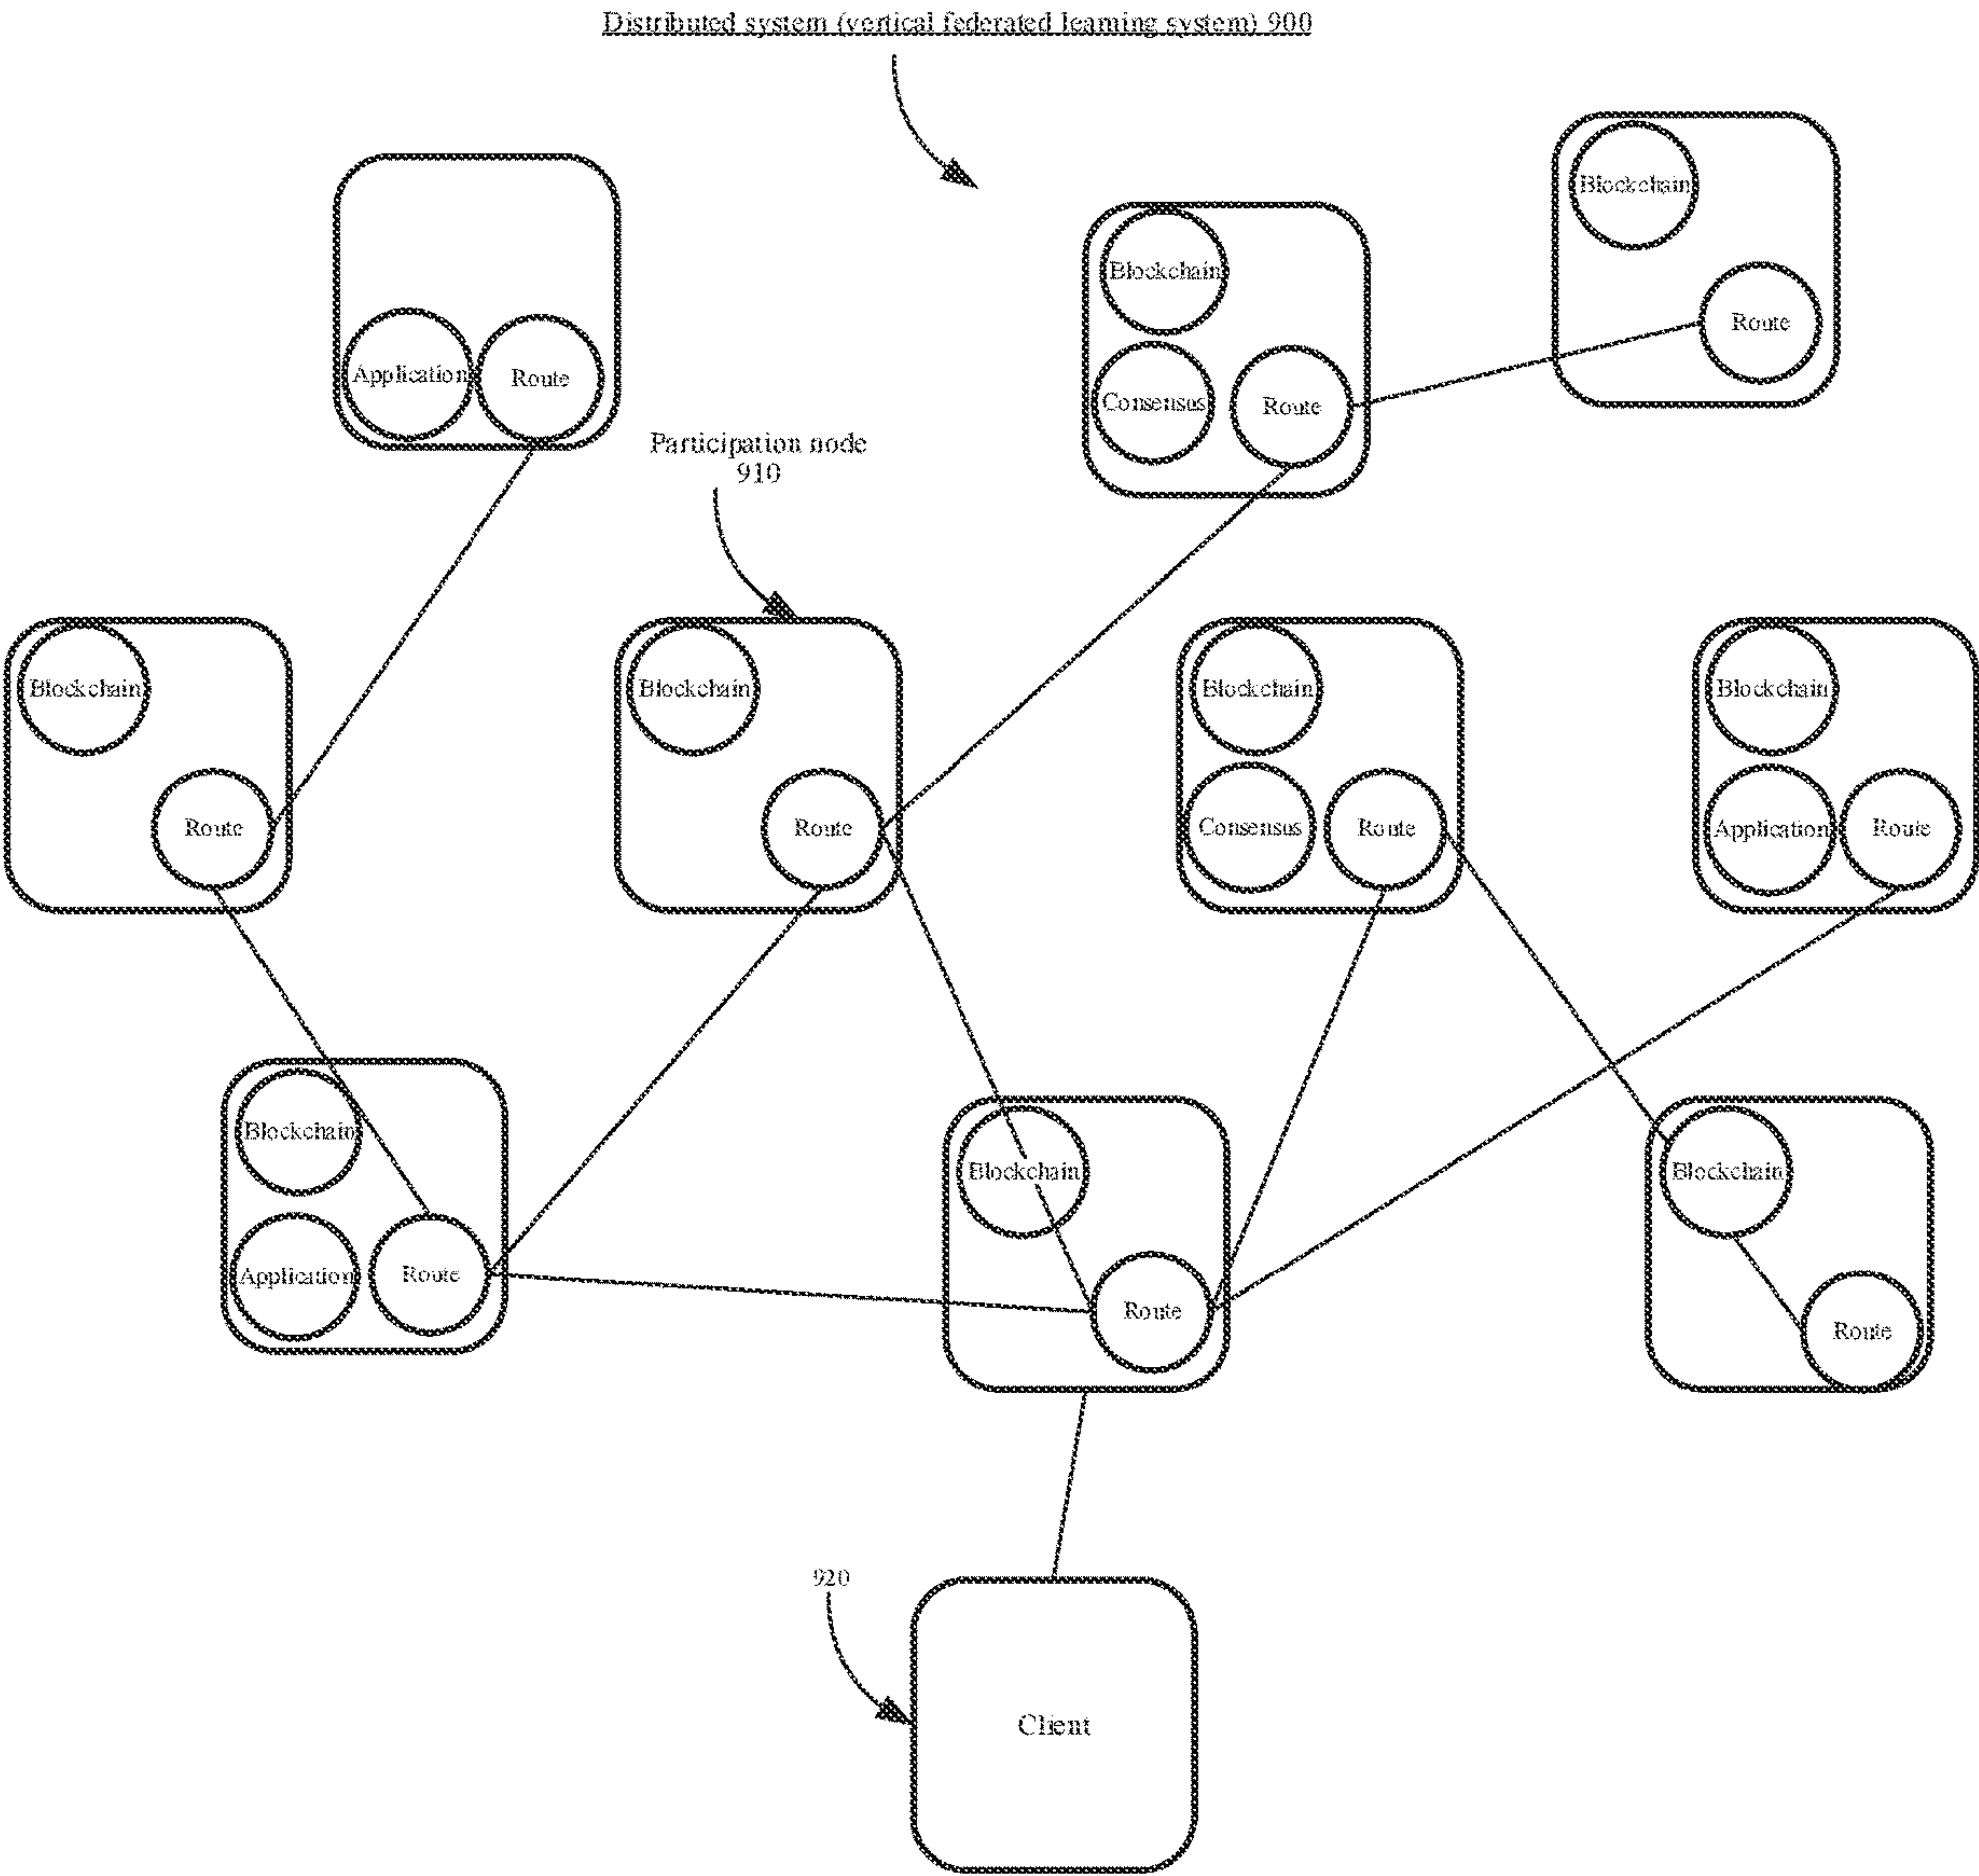 Distributed system (vertical federated learning system) 900
Blockchain
Route
Blockchain
Consensus
Route
Application
Route
Participation node
910
Blockchain
Route
Blockchain
Route
Blockchain
Consensus
Route
Blockchain
Application
Route
Blockchain
Application
Route
Blockchain
Route
Blockchain
Route
920
Client